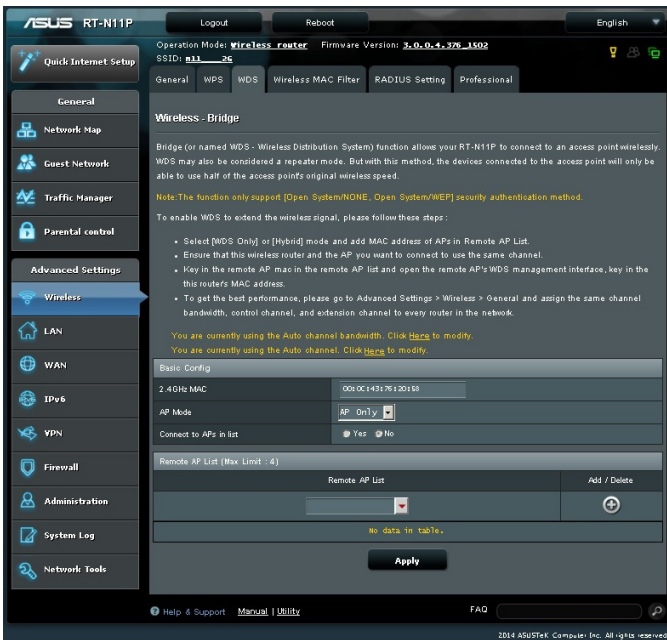 ASUS RT-N11P Logout Reboot English
Quick Internet Setup
Operation Mode: Wireless router Firmware Version: 3.0.0.4.376_1502
SSID: n11___26
General WPS WDS Wireless MAC Filter RADIUS Setting Professional
General
Network Map
Guest Network
Traffic Manager
Parental control
Advanced Settings
Wireless
LAN
WAN
IPv6
VPN
Firewall
Administration
System Log
Network Tools
Wireless - Bridge
Bridge (or named WDS - Wireless Distribution System) function allows your RT-N11P to connect to an access point wirelessly.
WDS may also be considered a repeater mode. But with this method, the devices connected to the access point will only be
able to use half of the access point's original wireless speed.
Note:The function only support [Open System/NONE, Open System/WEP] security authentication method.
To enable WDS to extend the wireless signal, please follow these steps :
• Select [WDS Only] or [Hybrid] mode and add MAC address of APs in Remote AP List.
• Ensure that this wireless router and the AP you want to connect to use the same channel.
• Key in the remote AP mac in the remote AP list and open the remote AP's WDS management interface, key in the
this router's MAC address.
• To get the best performance, please go to Advanced Settings > Wireless > General and assign the same channel
bandwidth, control channel, and extension channel to every router in the network.
You are currently using the Auto channel bandwidth. Click Here to modify.
You are currently using the Auto channel. Click Here to modify.
Basic Config
2.4GHz MAC 00:0C:43:76:20:58
AP Mode AP Only
Connect to APs in list Yes No
Remote AP List (Max Limit : 4)
Remote AP List Add / Delete
No data in table.
Apply
Help & Support Manual | Utility FAQ
2014 ASUSTeK Computer Inc. All rights reserved